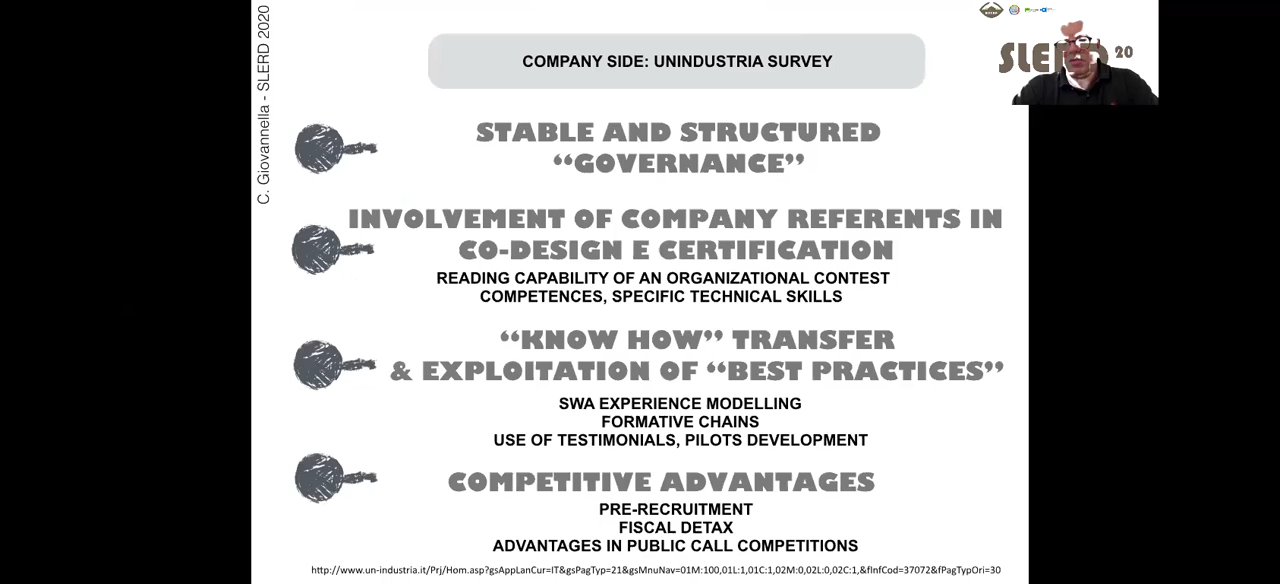 C. Giovannella - SLERD 2020
COMPANY SIDE: UNINDUSTRIA SURVEY
20
STABLE AND STRUCTURED
“GOVERNANCE”
INVOLVEMENT OF COMPANY REFERENTS IN
CO-DESIGN E CERTIFICATION
READING CAPABILITY OF AN ORGANIZATIONAL CONTEST
COMPETENCES, SPECIFIC TECHNICAL SKILLS
“KNOW HOW” TRANSFER
& EXPLOITATION OF “BEST PRACTICES”
SWA EXPERIENCE MODELLING
FORMATIVE CHAINS
USE OF TESTIMONIALS, PILOTS DEVELOPMENT
COMPETITIVE ADVANTAGES
PRE-RECRUITMENT
FISCAL DETAX
ADVANTAGES IN PUBLIC CALL COMPETITIONS
http://www.un-industria.it/Prj/Hom.asp?gsAppLanCur=IT&gsPagTyp=21&gsMnuNav=01M:100,01L:1,01C:1,02M:0,02L:0,02C:1,&fInfCod=37072&fPagTypOri=30